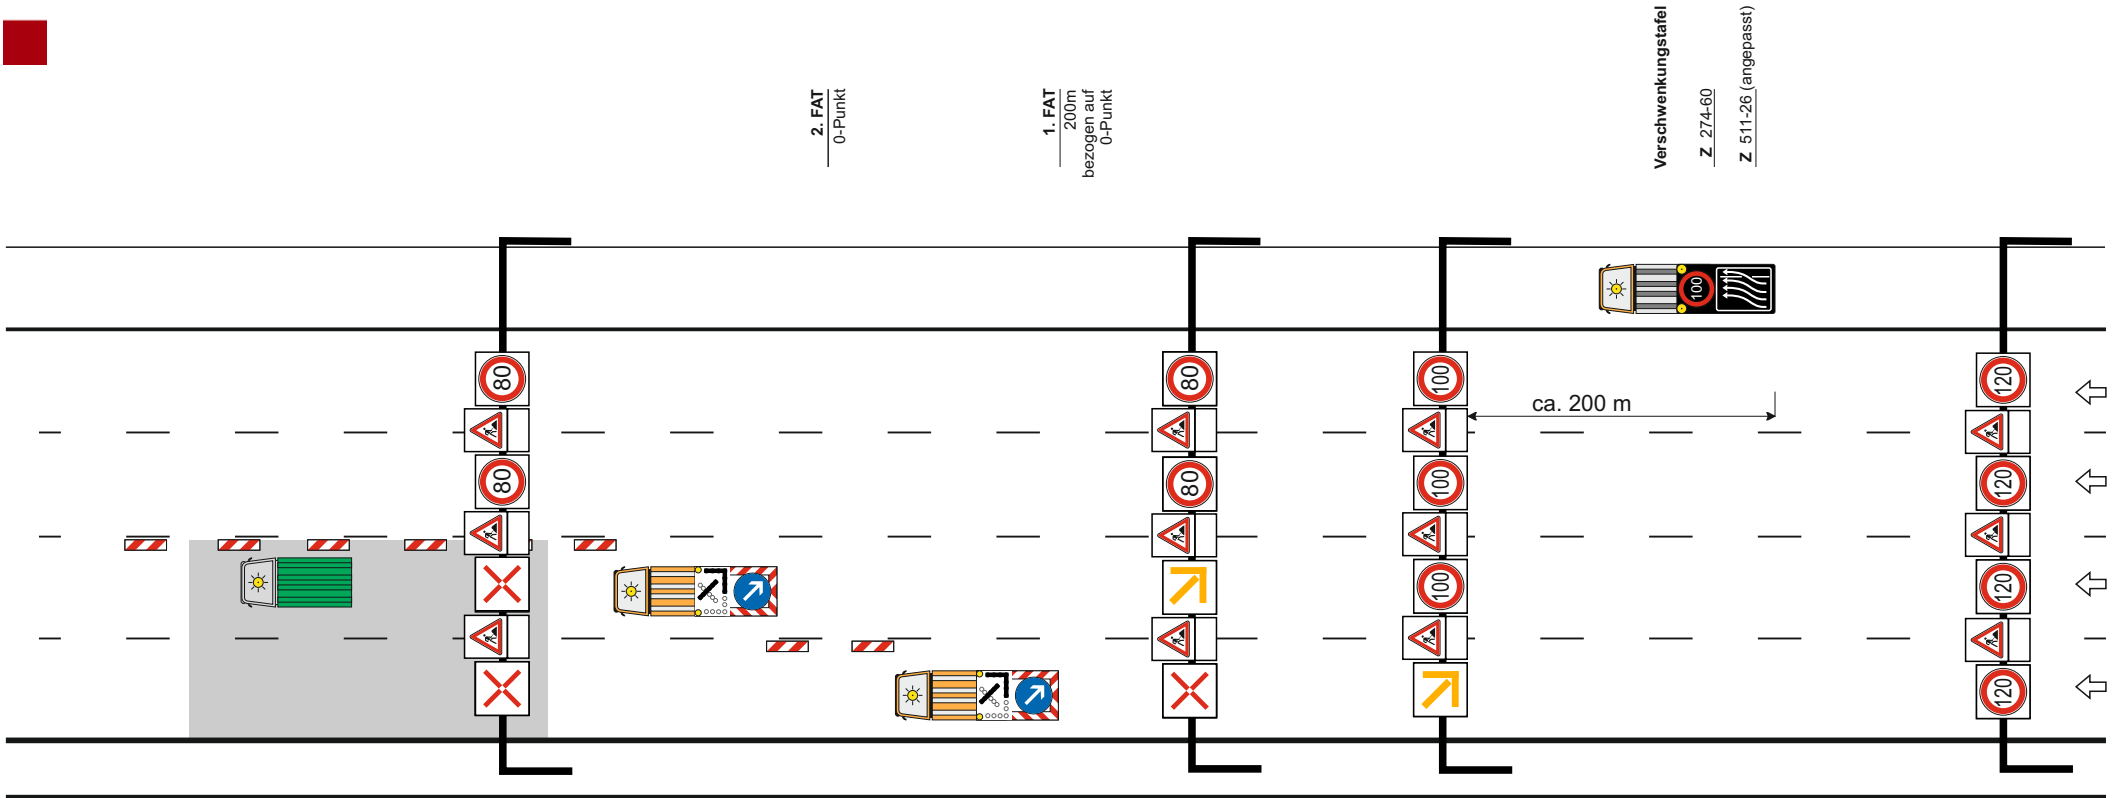 2. FAT
0-Punkt
1. FAT
200m
bezogen auf
0-Punkt
Verschwenkungstafel
Z 274-60
Z 511-26 (angepasst)
100
80
80
100
120
ca. 200 m
80
80
100
120
100
120
120